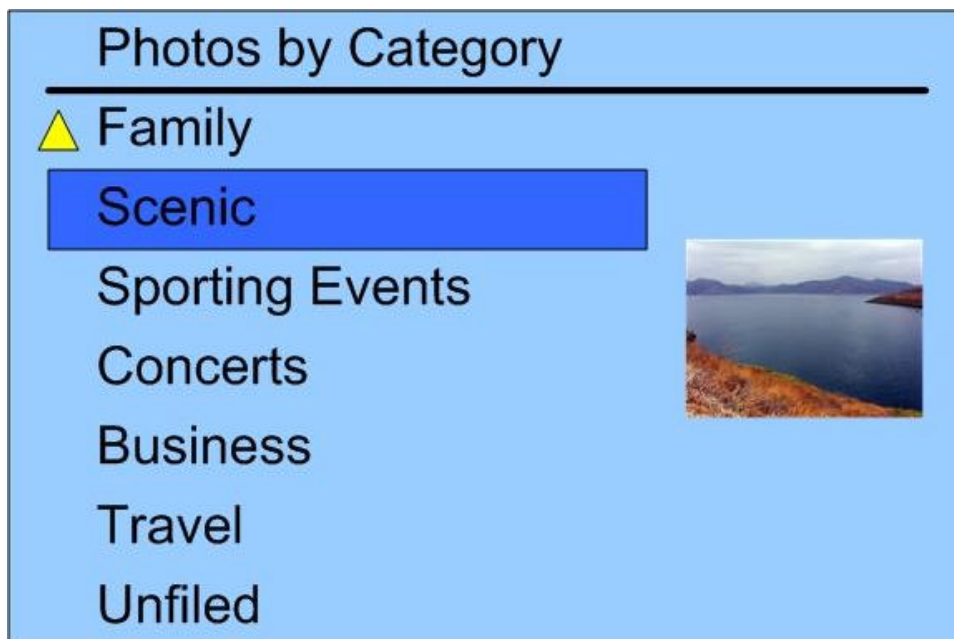 Photos by Category
Family
Scenic
Sporting Events
Concerts
Business
Travel
Unfiled